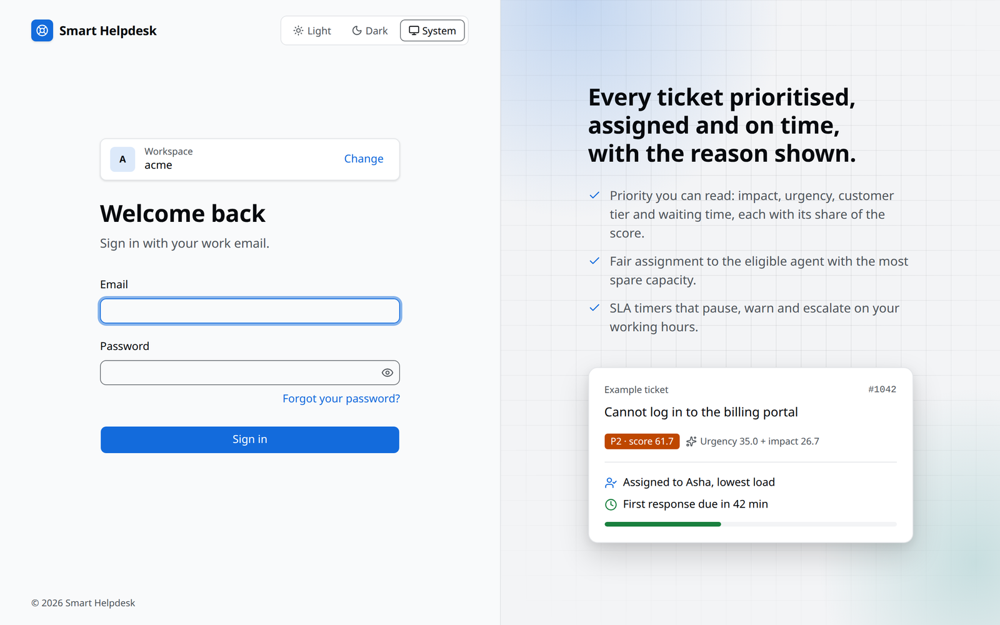 Smart Helpdesk
Light
Dark
System
A
Workspace
acme
Change
Welcome back
Sign in with your work email.
Email
Password
Forgot your password?
Sign in
© 2026 Smart Helpdesk
Every ticket prioritised,
assigned and on time,
with the reason shown.
Priority you can read: impact, urgency, customer
tier and waiting time, each with its share of the
score.
Fair assignment to the eligible agent with the most
spare capacity.
SLA timers that pause, warn and escalate on your
working hours.
Example ticket #1042
Cannot log in to the billing portal
P2 · score 61.7 Urgency 35.0 + impact 26.7
Assigned to Asha, lowest load
First response due in 42 min